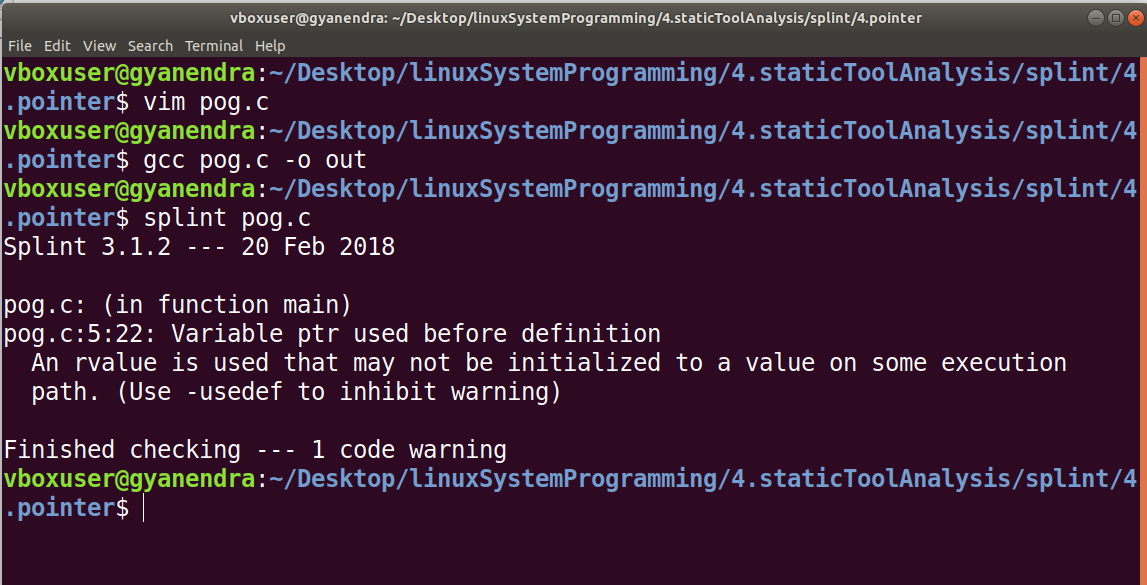 vboxuser@gyanendra: ~/Desktop/linuxSystemProgramming/4.staticToolAnalysis/splint/4.pointer
File Edit View Search Terminal Help
vboxuser@gyanendra:~/Desktop/linuxSystemProgramming/4.staticToolAnalysis/splint/4
.pointer$ vim pog.c
vboxuser@gyanendra:~/Desktop/linuxSystemProgramming/4.staticToolAnalysis/splint/4
.pointer$ gcc pog.c -o out
vboxuser@gyanendra:~/Desktop/linuxSystemProgramming/4.staticToolAnalysis/splint/4
.pointer$ splint pog.c
Splint 3.1.2 --- 20 Feb 2018

pog.c: (in function main)
pog.c:5:22: Variable ptr used before definition
  An rvalue is used that may not be initialized to a value on some execution
  path. (Use -usedef to inhibit warning)

Finished checking --- 1 code warning
vboxuser@gyanendra:~/Desktop/linuxSystemProgramming/4.staticToolAnalysis/splint/4
.pointer$